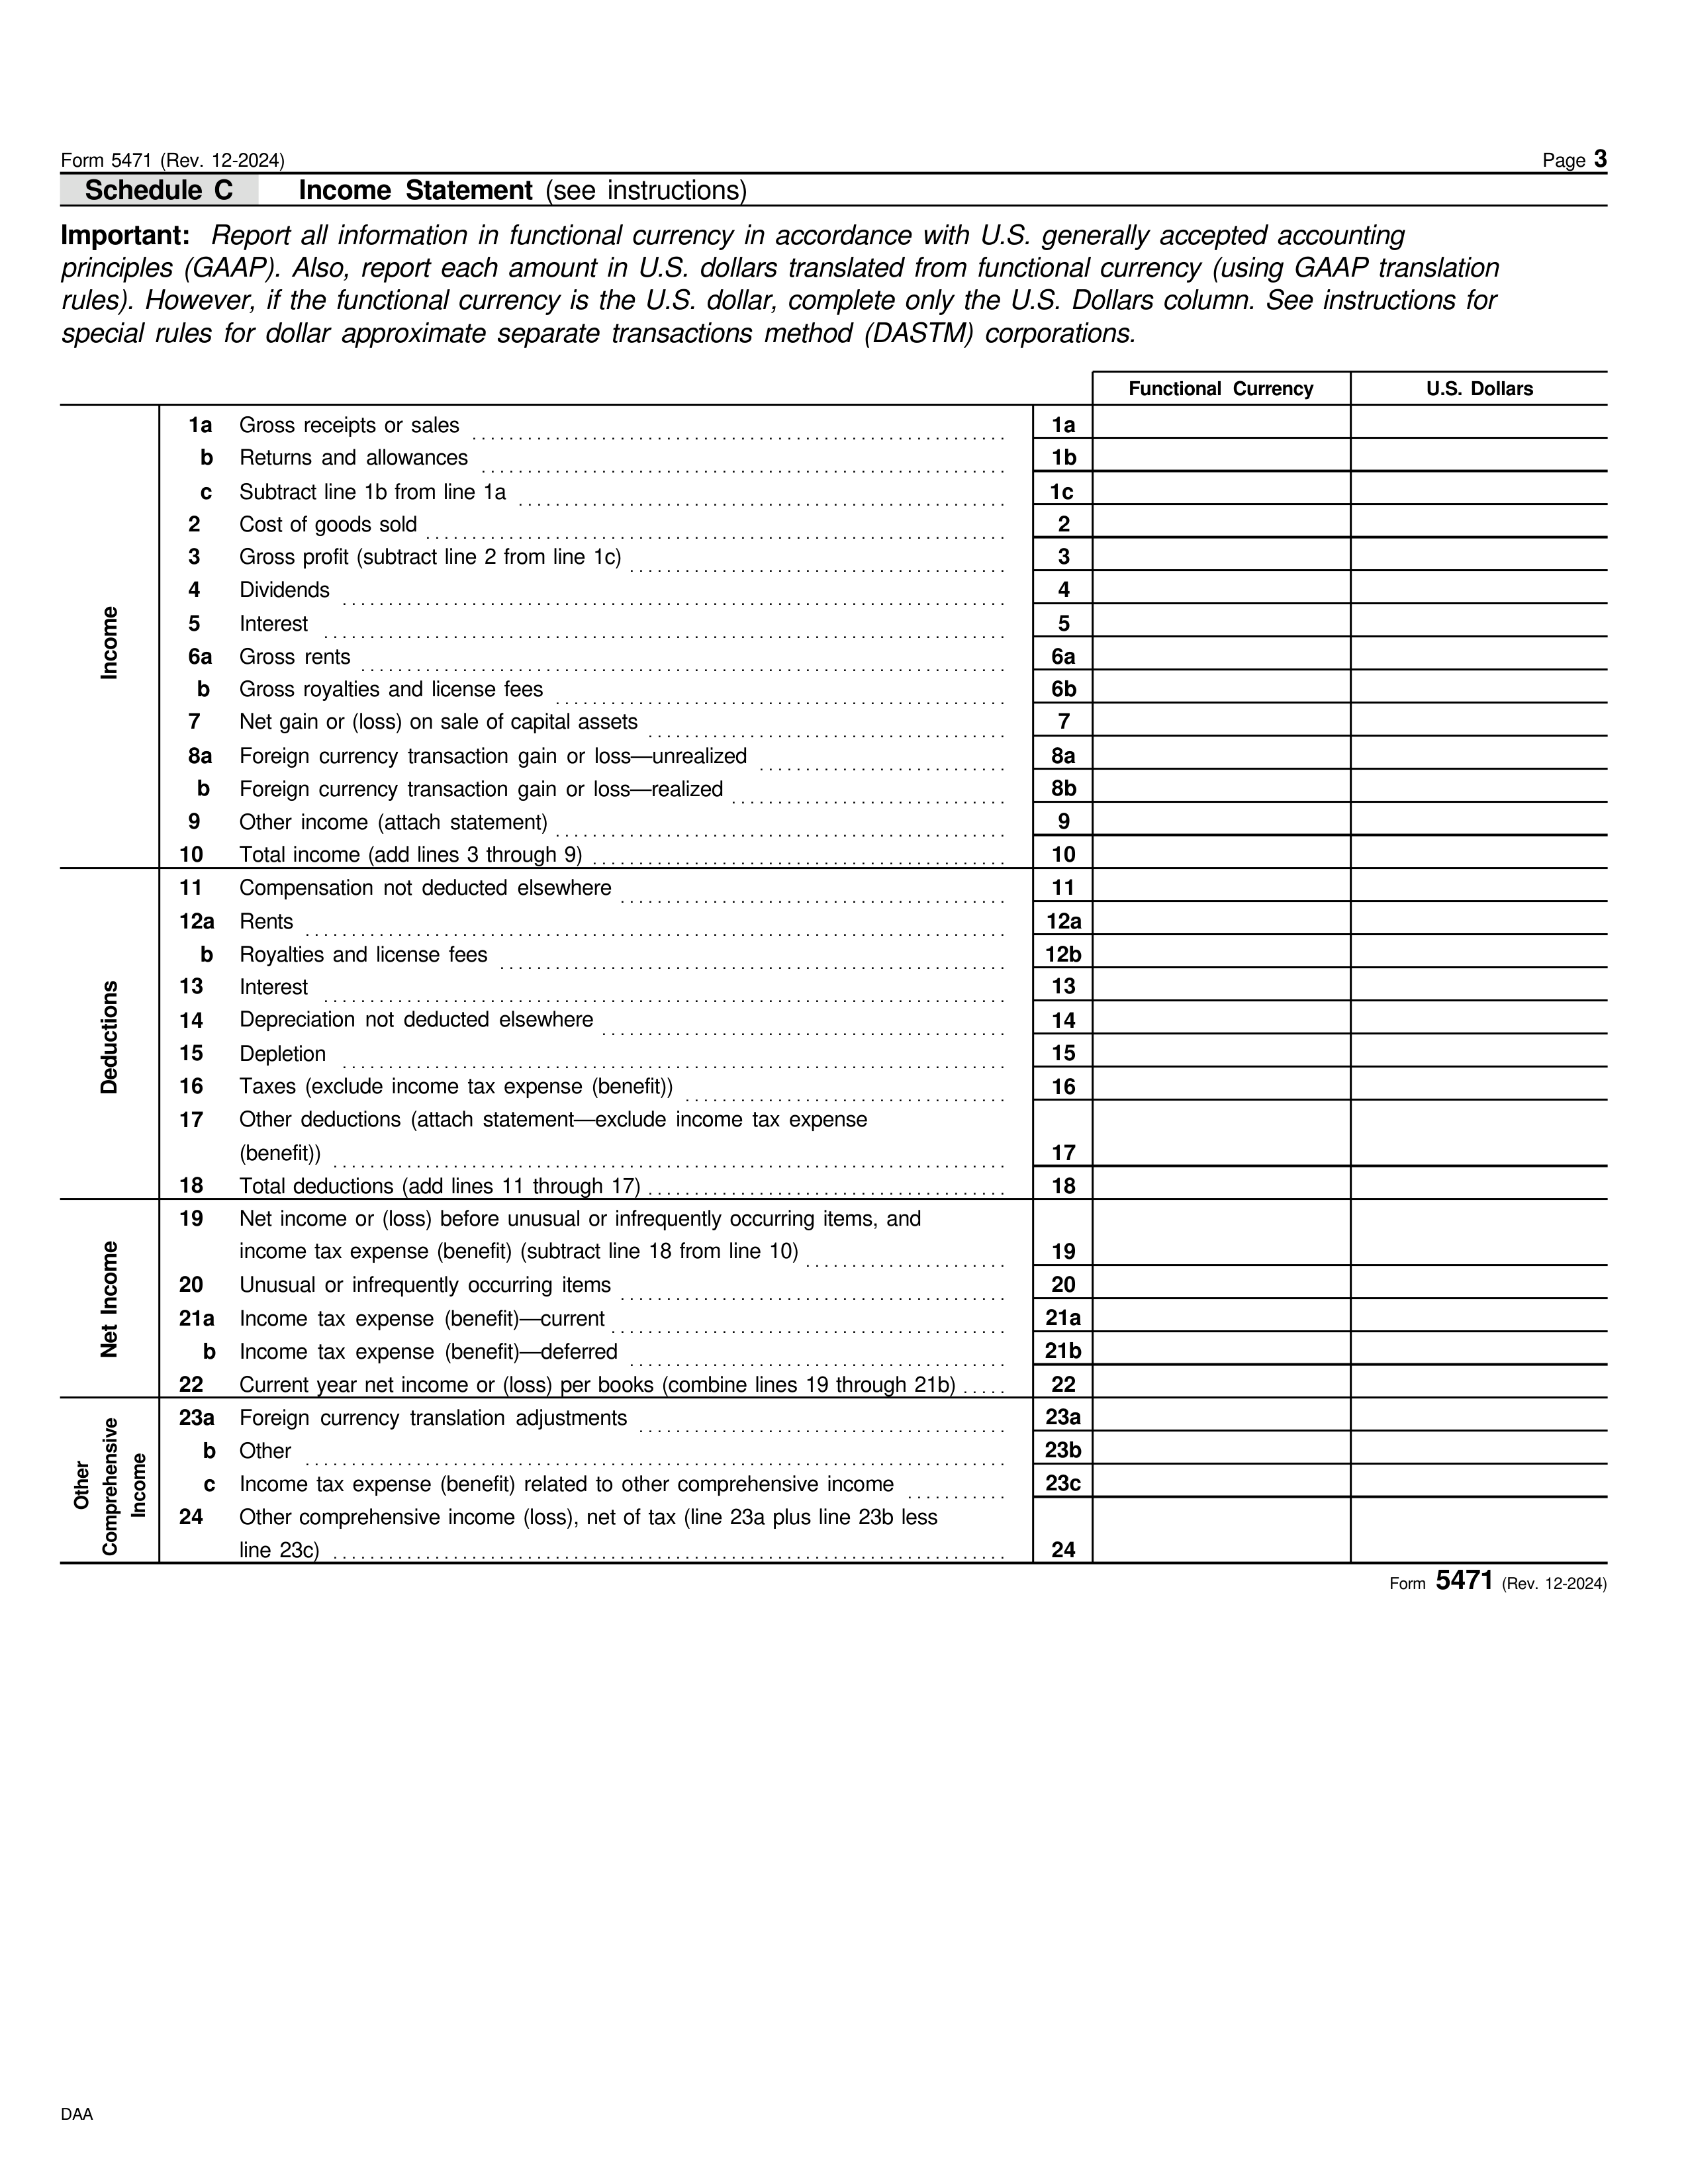 Form 5471 (Rev. 12-2024) Page 3
Schedule C Income Statement (see instructions)
Important: Report all information in functional currency in accordance with U.S. generally accepted accounting
principles (GAAP). Also, report each amount in U.S. dollars translated from functional currency (using GAAP translation
rules). However, if the functional currency is the U.S. dollar, complete only the U.S. Dollars column. See instructions for
special rules for dollar approximate separate transactions method (DASTM) corporations.
Functional Currency U.S. Dollars
Income
1a Gross receipts or sales 1a
b Returns and allowances 1b
c Subtract line 1b from line 1a 1c
2 Cost of goods sold 2
3 Gross profit (subtract line 2 from line 1c) 3
4 Dividends 4
5 Interest 5
6a Gross rents 6a
b Gross royalties and license fees 6b
7 Net gain or (loss) on sale of capital assets 7
8a Foreign currency transaction gain or loss—unrealized 8a
b Foreign currency transaction gain or loss—realized 8b
9 Other income (attach statement) 9
10 Total income (add lines 3 through 9) 10
Deductions
11 Compensation not deducted elsewhere 11
12a Rents 12a
b Royalties and license fees 12b
13 Interest 13
14 Depreciation not deducted elsewhere 14
15 Depletion 15
16 Taxes (exclude income tax expense (benefit)) 16
17 Other deductions (attach statement—exclude income tax expense
(benefit)) 17
18 Total deductions (add lines 11 through 17) 18
Net Income
19 Net income or (loss) before unusual or infrequently occurring items, and
income tax expense (benefit) (subtract line 18 from line 10) 19
20 Unusual or infrequently occurring items 20
21a Income tax expense (benefit)—current 21a
b Income tax expense (benefit)—deferred 21b
22 Current year net income or (loss) per books (combine lines 19 through 21b) 22
Other
Comprehensive
Income
23a Foreign currency translation adjustments 23a
b Other 23b
c Income tax expense (benefit) related to other comprehensive income 23c
24 Other comprehensive income (loss), net of tax (line 23a plus line 23b less
line 23c) 24
Form 5471 (Rev. 12-2024)
DAA